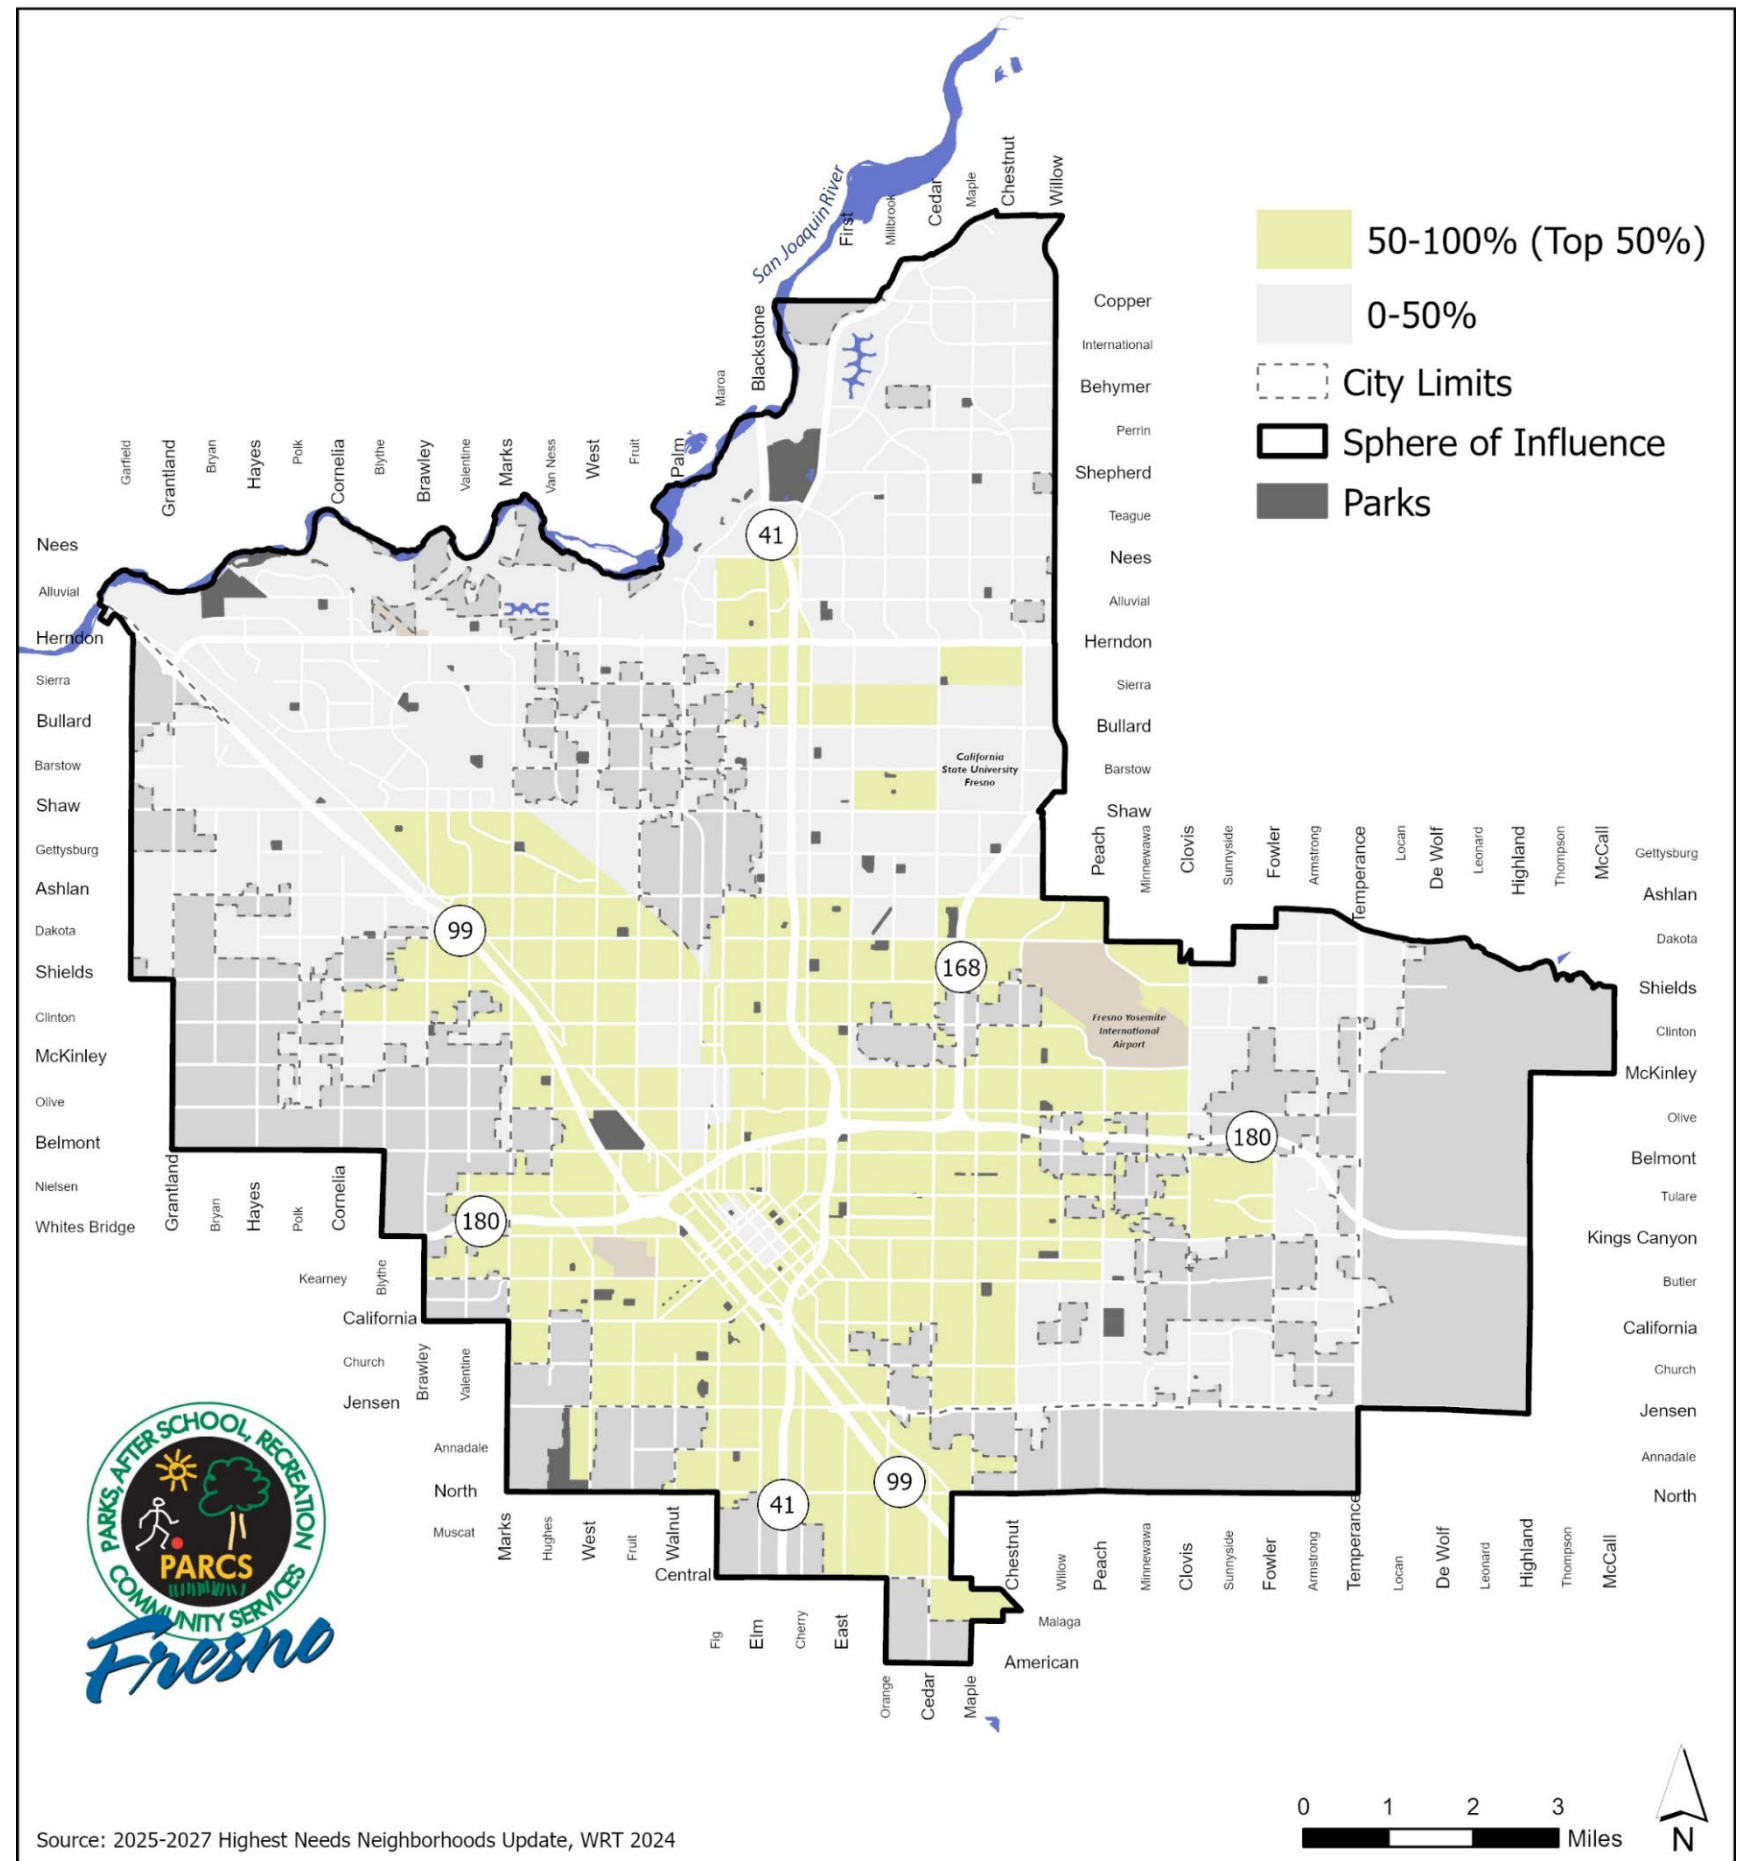 San Joaquin River
First
Millbrook
Cedar
Maple
Chestnut
Willow
50-100% (Top 50%)
0-50%
City Limits
Sphere of Influence
Parks
Copper
International
Behymer
Perrin
Shepherd
Teague
Nees
Alluvial
Herndon
Sierra
Bullard
Barstow
Shaw
Blackstone
Maroa
Garfield
Grantland
Bryan
Hayes
Polk
Cornelia
Blythe
Brawley
Valentine
Marks
Van Ness
West
Fruit
Palm
Nees
Alluvial
Herndon
Sierra
Bullard
Barstow
Shaw
Gettysburg
Ashlan
Dakota
Shields
Clinton
McKinley
Olive
Belmont
Nielsen
Whites Bridge
41
California
State University
Fresno
Peach
Minnewawa
Clovis
Sunnyside
Fowler
Armstrong
Temperance
Locan
De Wolf
Leonard
Highland
Thompson
McCall
Gettysburg
Ashlan
Dakota
Shields
Clinton
McKinley
Olive
Belmont
Tulare
Kings Canyon
Butler
California
Church
Jensen
Annadale
North
99
168
Fresno Yosemite
International
Airport
180
180
Grantland
Bryan
Hayes
Polk
Cornelia
Kearney
Blythe
California
Church
Jensen
Brawley
Valentine
Annadale
North
Muscat
Marks
Hughes
West
Fruit
Walnut
Central
41
99
Chestnut
Willow
Peach
Minnewawa
Clovis
Sunnyside
Fowler
Armstrong
Temperance
Locan
De Wolf
Leonard
Highland
Thompson
McCall
Fig
Elm
Cherry
East
Malaga
American
Orange
Cedar
Maple
PARKS, AFTER SCHOOL, RECREATION
COMMUNITY SERVICES
PARCS
Fresno
0 1 2 3
Miles
N
Source: 2025-2027 Highest Needs Neighborhoods Update, WRT 2024